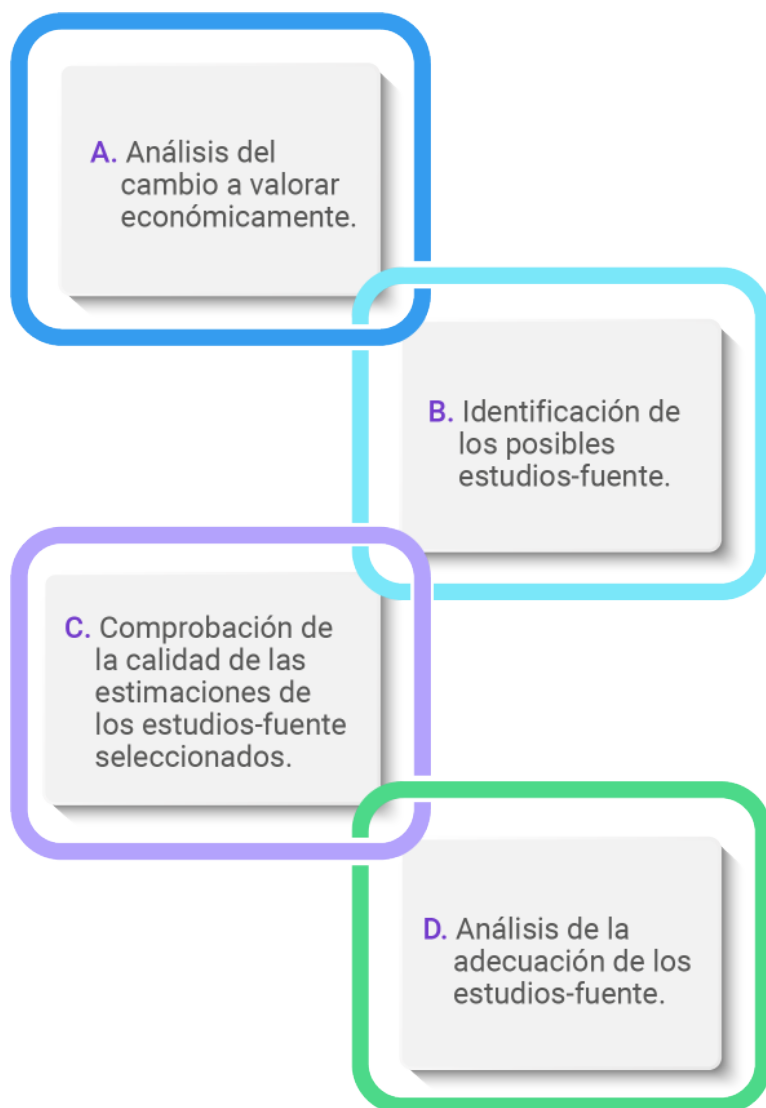 A. Análisis del
cambio a valorar
económicamente.
B. Identificación de
los posibles
estudios-fuente.
C. Comprobación de
la calidad de las
estimaciones de
los estudios-fuente
seleccionados.
D. Análisis de la
adecuación de los
estudios-fuente.